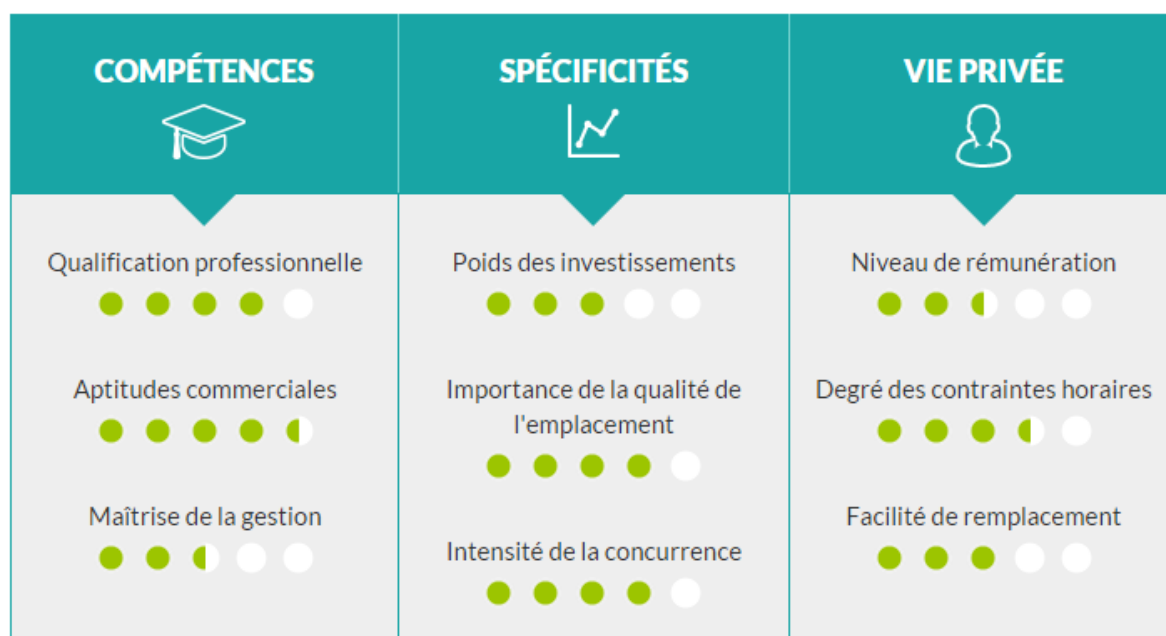 COMPÉTENCES
Qualification professionnelle
Aptitudes commerciales
Maîtrise de la gestion
SPÉCIFICITÉS
Poids des investissements
Importance de la qualité de
l'emplacement
Intensité de la concurrence
VIE PRIVÉE
Niveau de rémunération
Degré des contraintes horaires
Facilité de remplacement